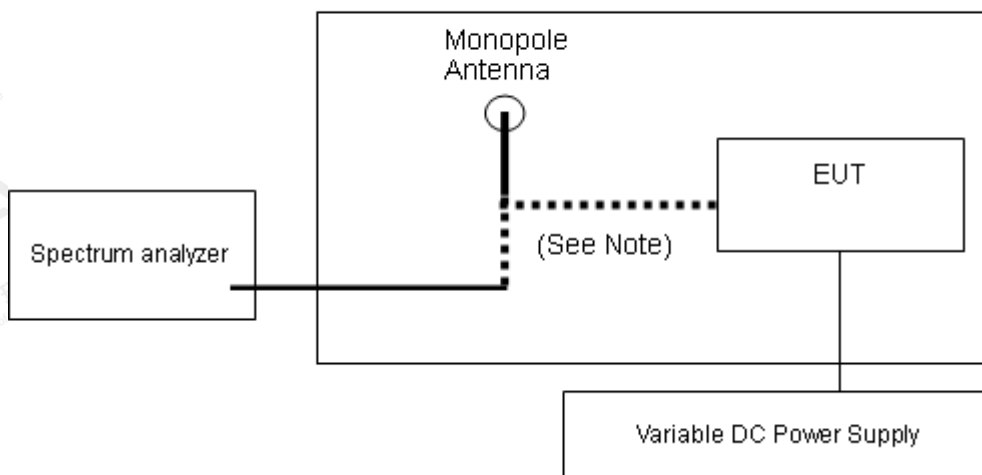 Monopole
Antenna
EUT
Spectrum analyzer
(See Note)
Variable DC Power Supply